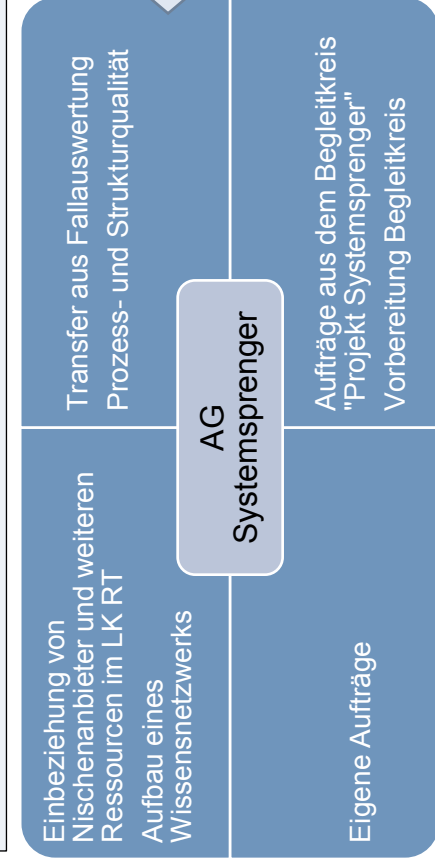 Einbeziehung von
Nischenanbieter und weiteren
Ressourcen im LK RT
Aufbau eines
Wissensnetzwerks
Transfer aus Fallauswertung
Prozess- und Strukturqualität
AG
Systemsprenger
Eigene Aufträge
Aufträge aus dem Begleitkreis
"Projekt Systemsprenger"
Vorbereitung Begleitkreis